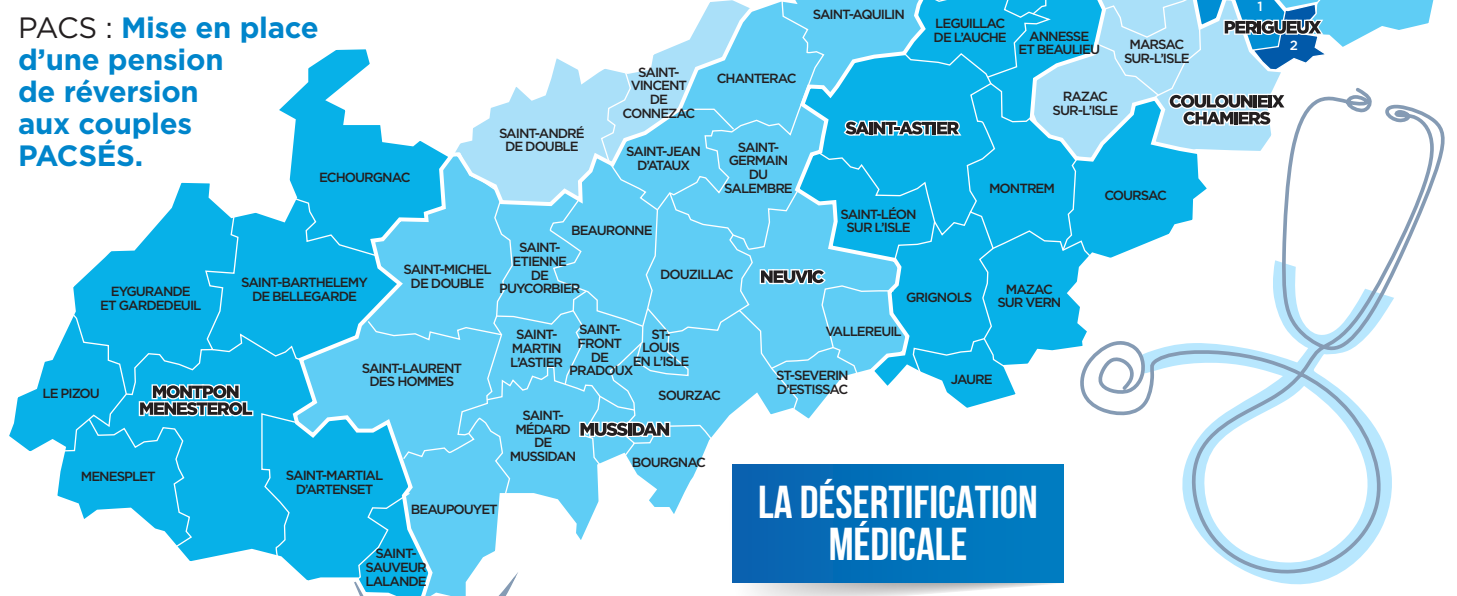 PACS : Mise en place
d'une pension
de réversion
aux couples
PACSÉS.
SAINT-AQUILIN
LEGUILLAC
DE L'AUCHE
ANNESSE
ET BEAULIEU
1
PERIGUEUX
2
MARSAC
SUR-L'ISLE
SAINT-
VINCENT
DE
CONNEZAC
CHANTERAC
RAZAC
SUR-L'ISLE
COULOUNIEIX
CHAMIERS
SAINT-ANDRÉ
DE DOUBLE
SAINT-ASTIER
SAINT-JEAN
D'ATAUX
SAINT-
GERMAIN
DU
SALEMBRE
ECHOURGNAC
MONTREM
COURSAC
SAINT-LÉON
SUR L'ISLE
BEAURONNE
SAINT-
ETIENNE
DE
PUYCORBIER
SAINT-MICHEL
DE DOUBLE
DOUZILLAC
NEUVIC
SAINT-BARTHELEMY
DE BELLEGARDE
EYGURANDE
ET GARDEDEUIL
GRIGNOLS
MAZAC
SUR VERN
VALLEREUIL
SAINT-
MARTIN
L'ASTIER
SAINT-
FRONT
DE
PRADOUX
ST-
LOUIS
EN L'ISLE
SAINT-LAURENT
DES HOMMES
ST-SEVERIN
D'ESTISSAC
JAURE
LE PIZOU
MONTPON
MENESTEROL
SOURZAC
SAINT-
MÉDARD
DE
MUSSIDAN
MUSSIDAN
BOURGNAC
MENESPLET
SAINT-MARTIAL
D'ARTENSET
BEAUPOUYET
SAINT-
SAUVEUR
LALANDE
LA DÉSERTIFICATION
MÉDICALE